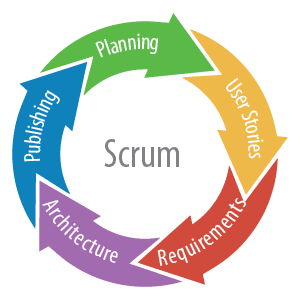 Planning
User Stories
Requirements
Architecture
Publishing
Scrum